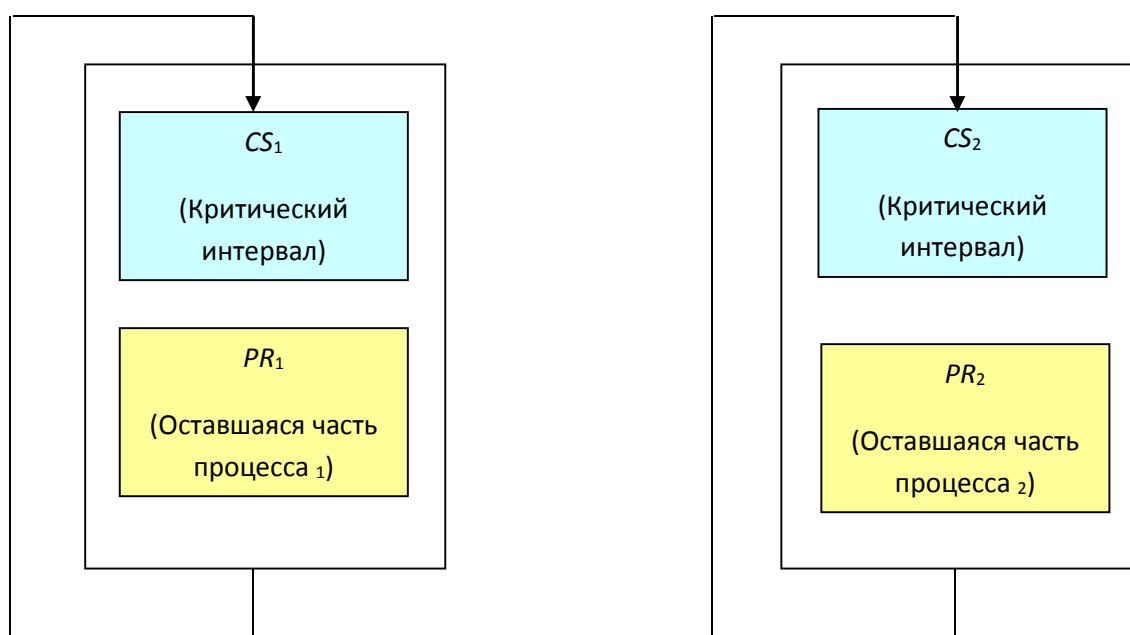 CS₁
(Критический
интервал)
PR₁
(Оставшаяся часть
процесса ₁)
CS₂
(Критический
интервал)
PR₂
(Оставшаяся часть
процесса ₂)